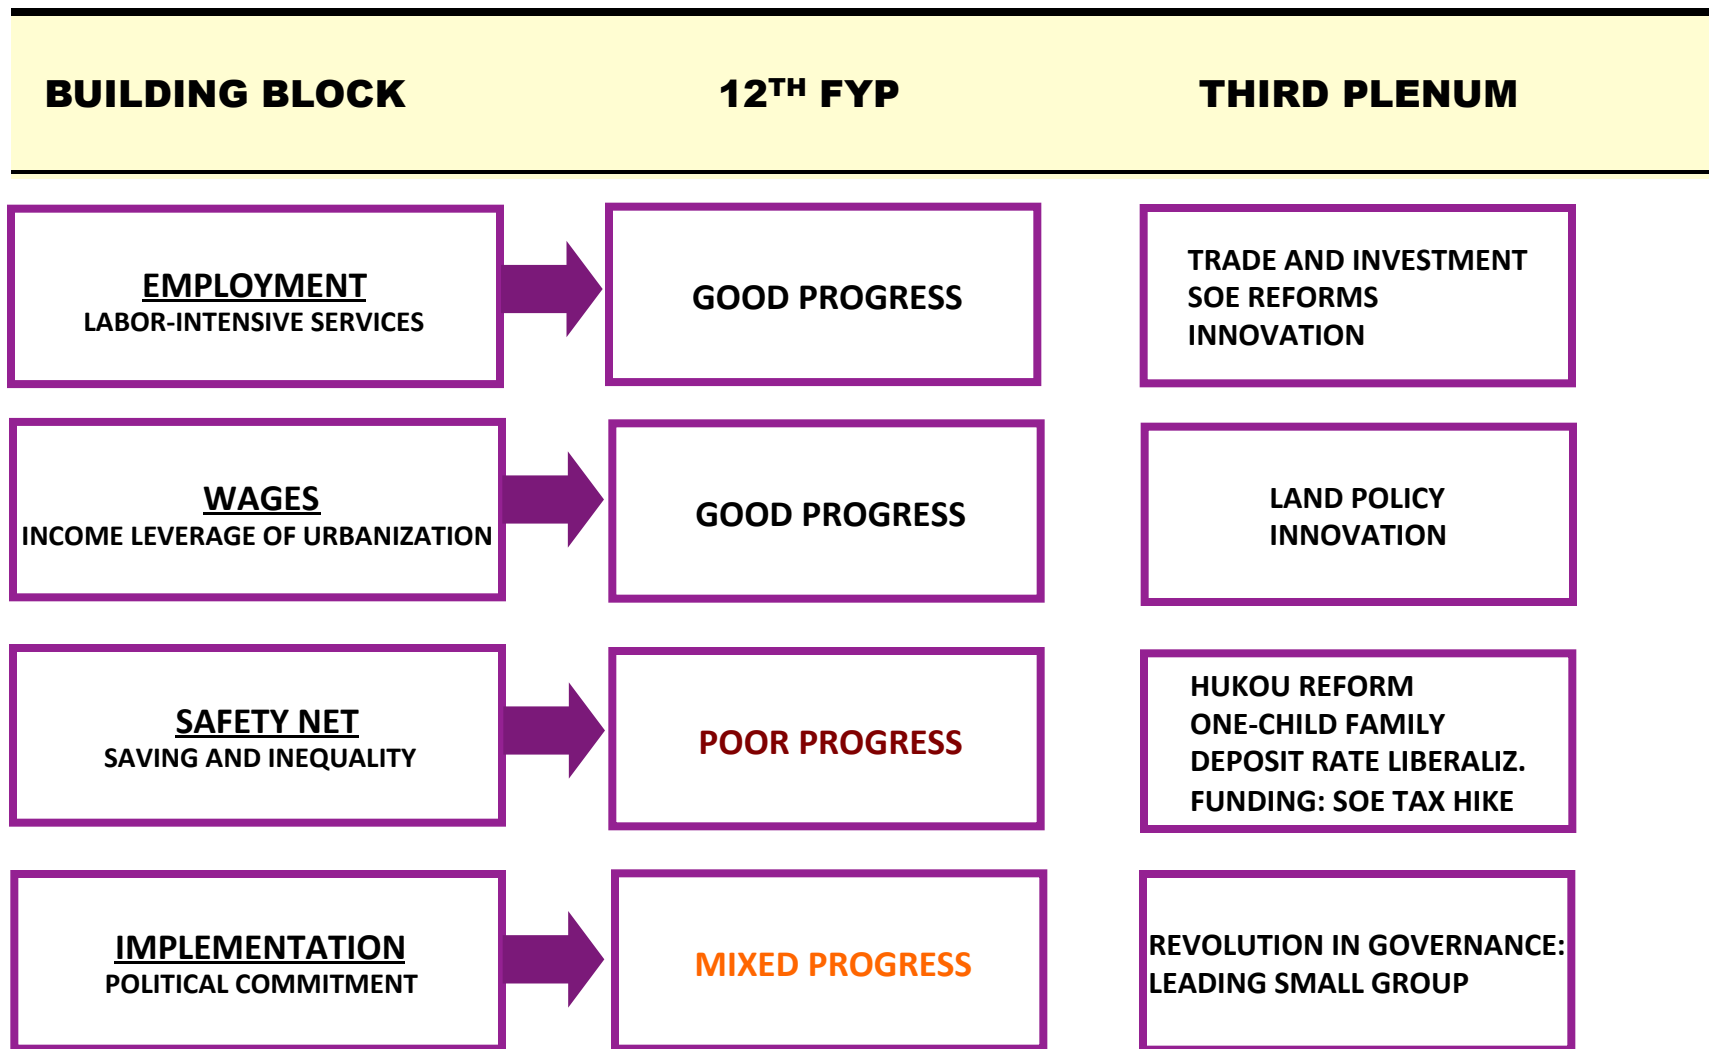 BUILDING BLOCK
12TH FYP
THIRD PLENUM
EMPLOYMENT
LABOR-INTENSIVE SERVICES
GOOD PROGRESS
TRADE AND INVESTMENT
SOE REFORMS
INNOVATION
WAGES
INCOME LEVERAGE OF URBANIZATION
GOOD PROGRESS
LAND POLICY
INNOVATION
SAFETY NET
SAVING AND INEQUALITY
POOR PROGRESS
HUKOU REFORM
ONE-CHILD FAMILY
DEPOSIT RATE LIBERALIZ.
FUNDING: SOE TAX HIKE
IMPLEMENTATION
POLITICAL COMMITMENT
MIXED PROGRESS
REVOLUTION IN GOVERNANCE:
LEADING SMALL GROUP